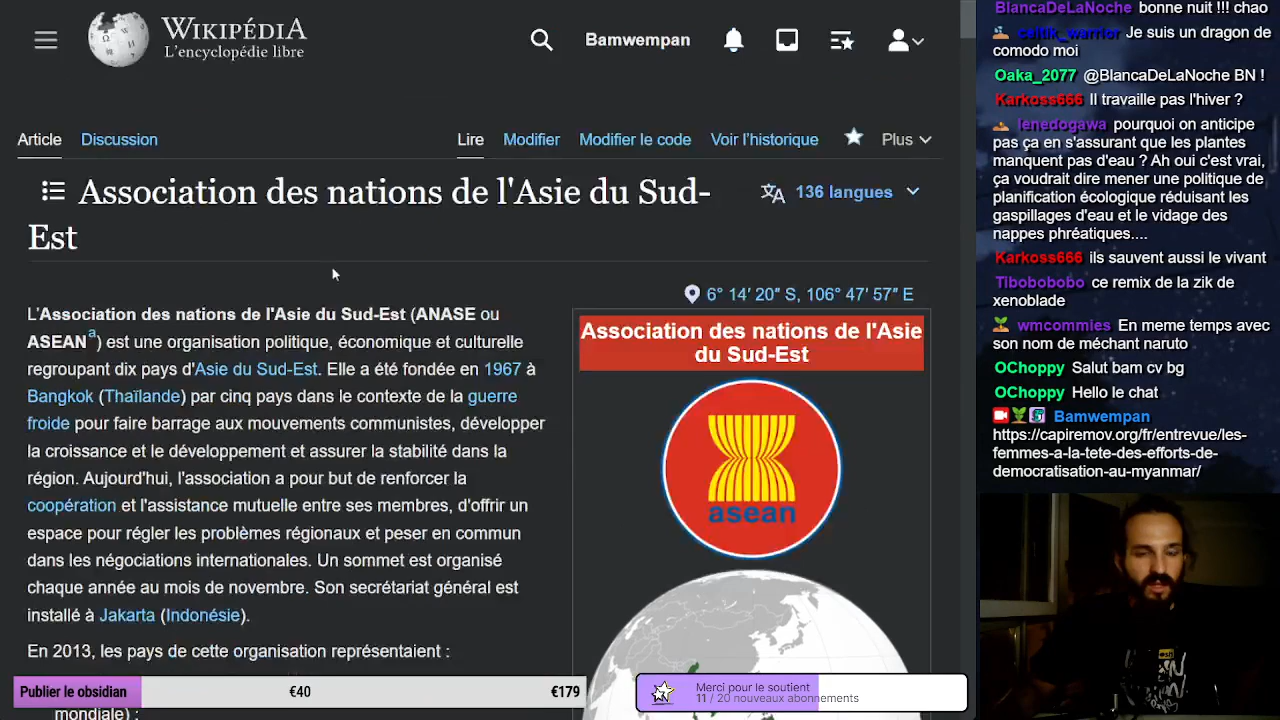 WIKIPÉDIA
L'encyclopédie libre
Bamwempan
Article
Discussion
Lire
Modifier
Modifier le code
Voir l'historique
Plus
Association des nations de l'Asie du Sud-
Est
136 langues
6° 14′ 20″ S, 106° 47′ 57″ E
L'Association des nations de l'Asie du Sud-Est (ANASE ou
ASEANa) est une organisation politique, économique et culturelle
regroupant dix pays d'Asie du Sud-Est. Elle a été fondée en 1967 à
Bangkok (Thaïlande) par cinq pays dans le contexte de la guerre
froide pour faire barrage aux mouvements communistes, développer
la croissance et le développement et assurer la stabilité dans la
région. Aujourd'hui, l'association a pour but de renforcer la
coopération et l'assistance mutuelle entre ses membres, d'offrir un
espace pour régler les problèmes régionaux et peser en commun
dans les négociations internationales. Un sommet est organisé
chaque année au mois de novembre. Son secrétariat général est
installé à Jakarta (Indonésie).
En 2013, les pays de cette organisation représentaient :
mondiale) ;
Association des nations de l'Asie
du Sud-Est
asean
Publier le obsidian
€40
€179
Merci pour le soutient
11 / 20 nouveaux abonnements
BlancaDeLaNoche bonne nuit !!! chao
celtik_warrior Je suis un dragon de
comodo moi
Oaka_2077 @BlancaDeLaNoche BN !
Karkoss666 Il travaille pas l'hiver ?
lenedogawa pourquoi on anticipe
pas ça en s'assurant que les plantes
manquent pas d'eau ? Ah oui c'est vrai,
ça voudrait dire mener une politique de
planification écologique réduisant les
gaspillages d'eau et le vidage des
nappes phréatiques....
Karkoss666 ils sauvent aussi le vivant
Tibobobobo ce remix de la zik de
xenoblade
wmcommies En meme temps avec
son nom de méchant naruto
OChoppy Salut bam cv bg
OChoppy Hello le chat
Bamwempan
https://capiremov.org/fr/entrevue/les-
femmes-a-la-tete-des-efforts-de-
democratisation-au-myanmar/